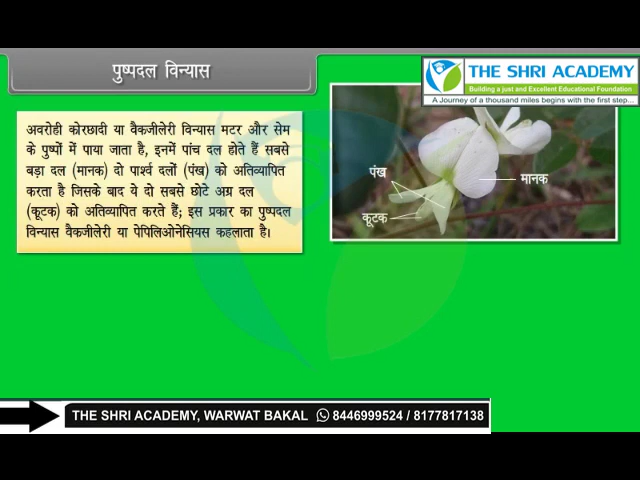 पुष्पदल विन्यास
THE SHRI ACADEMY
Building a just and Excellent Educational Foundation
A Journey of a thousand miles begins with the first step...
अवरोही कोरछादी या वैकजीलेरी विन्यास मटर और सेम
के पुष्पों में पाया जाता है, इनमें पांच दल होते हैं सबसे
बड़ा दल (मानक) दो पार्श्व दलों (पंख) को अतिव्यापित
करता है जिसके बाद ये दो सबसे छोटे अग्र दल
(कूटक) को अतिव्यापित करते हैं; इस प्रकार का पुष्पदल
विन्यास वैकजीलेरी या पेपिलिओनेसियस कहलाता है।
पंख
मानक
कूटक
THE SHRI ACADEMY, WARWAT BAKAL 8446999524 / 8177817138